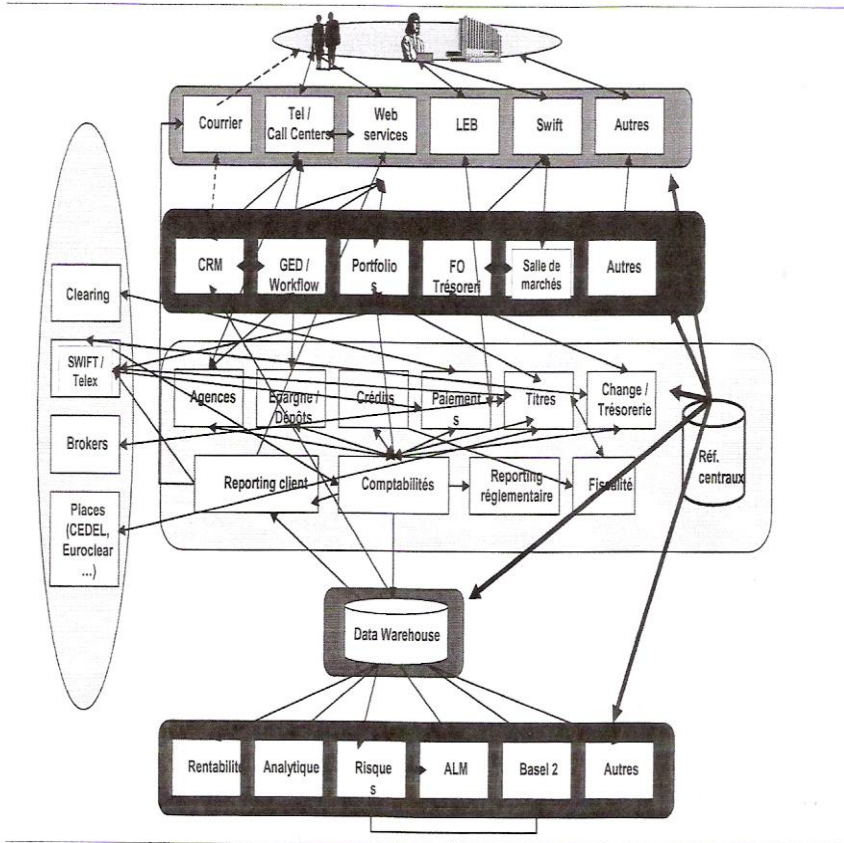 Courrier
Tel /
Call Centers
Web
services
LEB
Swift
Autres
CRM
GED /
Workflow
Portfolio
s
FO
Trésoreri
Salle de
marchés
Autres
Clearing
SWIFT /
Telex
Brokers
Places
(CEDEL,
Euroclear
...)
Agences
Epargne /
Dépôts
Crédits
Paiement
s
Titres
Change /
Trésorerie
Reporting client
Comptabilités
Reporting
réglementaire
Fiscalité
Réf.
centraux
Data Warehouse
Rentabilité
Analytique
Risque
s
ALM
Basel 2
Autres